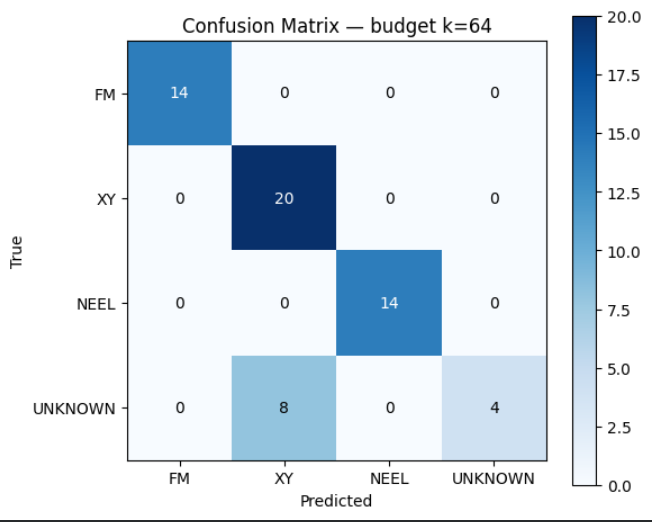 Confusion Matrix — budget k=64
FM 14 0 0 0
XY 0 20 0 0
NEEL 0 0 14 0
UNKNOWN 0 8 0 4
FM XY NEEL UNKNOWN
Predicted
True
20.0
17.5
15.0
12.5
10.0
7.5
5.0
2.5
0.0